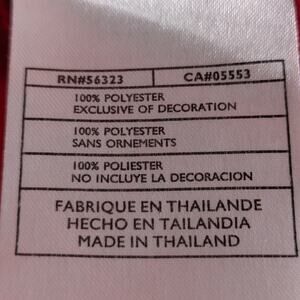 RN#56323 CA#05553
100% POLYESTER
EXCLUSIVE OF DECORATION
100% POLYESTER
SANS ORNEMENTS
100% POLIESTER
NO INCLUYE LA DECORACION
FABRIQUE EN THAILANDE
HECHO EN TAILANDIA
MADE IN THAILAND